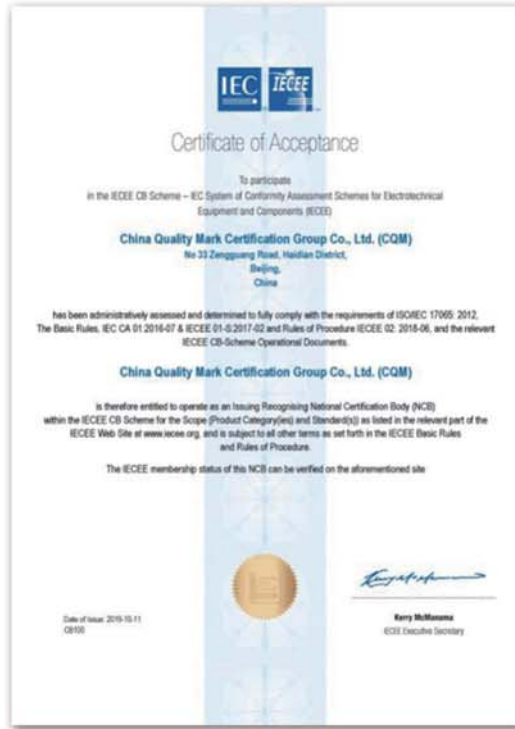 IEC IECEE
Certificate of Acceptance
To participate
in the IECEE CB Scheme – IEC System of Conformity Assessment Schemes for Electrotechnical
Equipment and Components (IECEE)
China Quality Mark Certification Group Co., Ltd. (CQM)
No 33 Zengguang Road, Haidian District,
Beijing,
China
has been administratively assessed and determined to fully comply with the requirements of ISO/IEC 17065: 2012,
The Basic Rules, IEC CA 01:2016-07 & IECEE 01-S:2017-02 and Rules of Procedure IECEE 02: 2018-06, and the relevant
IECEE CB-Scheme Operational Documents.
China Quality Mark Certification Group Co., Ltd. (CQM)
is therefore entitled to operate as an Issuing Recognising National Certification Body (NCB)
within the IECEE CB Scheme for the Scope (Product Category(ies) and Standard(s)) as listed in the relevant part of the
IECEE Web Site at www.iecee.org, and is subject to all other terms as set forth in the IECEE Basic Rules
and Rules of Procedure.
The IECEE membership status of this NCB can be verified on the aforementioned site
Date of issue: 2019-10-11
CB100
Kerry McManama
IECEE Executive Secretary